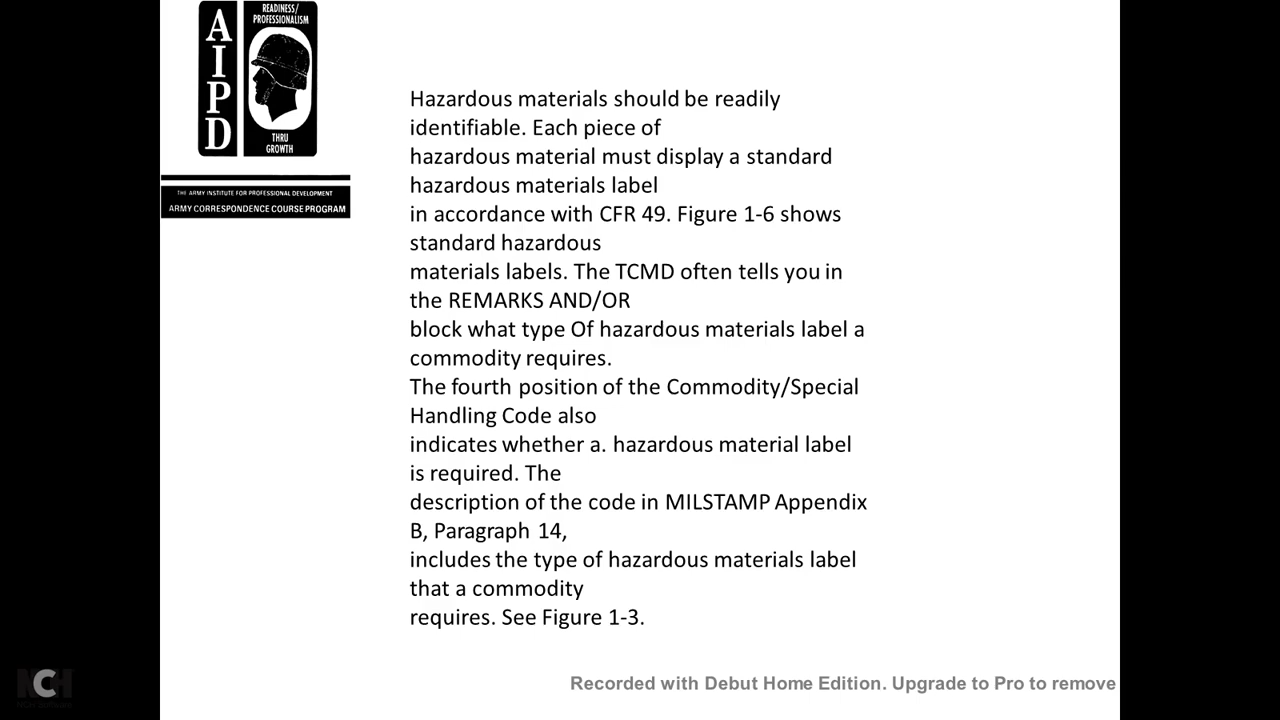 READINESS/
PROFESSIONALISM
AIPD
THRU
GROWTH
THE ARMY INSTITUTE FOR PROFESSIONAL DEVELOPMENT
ARMY CORRESPONDENCE COURSE PROGRAM
Hazardous materials should be readily
identifiable. Each piece of
hazardous material must display a standard
hazardous materials label
in accordance with CFR 49. Figure 1-6 shows
standard hazardous
materials labels. The TCMD often tells you in
the REMARKS AND/OR
block what type Of hazardous materials label a
commodity requires.
The fourth position of the Commodity/Special
Handling Code also
indicates whether a. hazardous material label
is required. The
description of the code in MILSTAMP Appendix
B, Paragraph 14,
includes the type of hazardous materials label
that a commodity
requires. See Figure 1-3.
NCH
NCH Software
Recorded with Debut Home Edition. Upgrade to Pro to remove